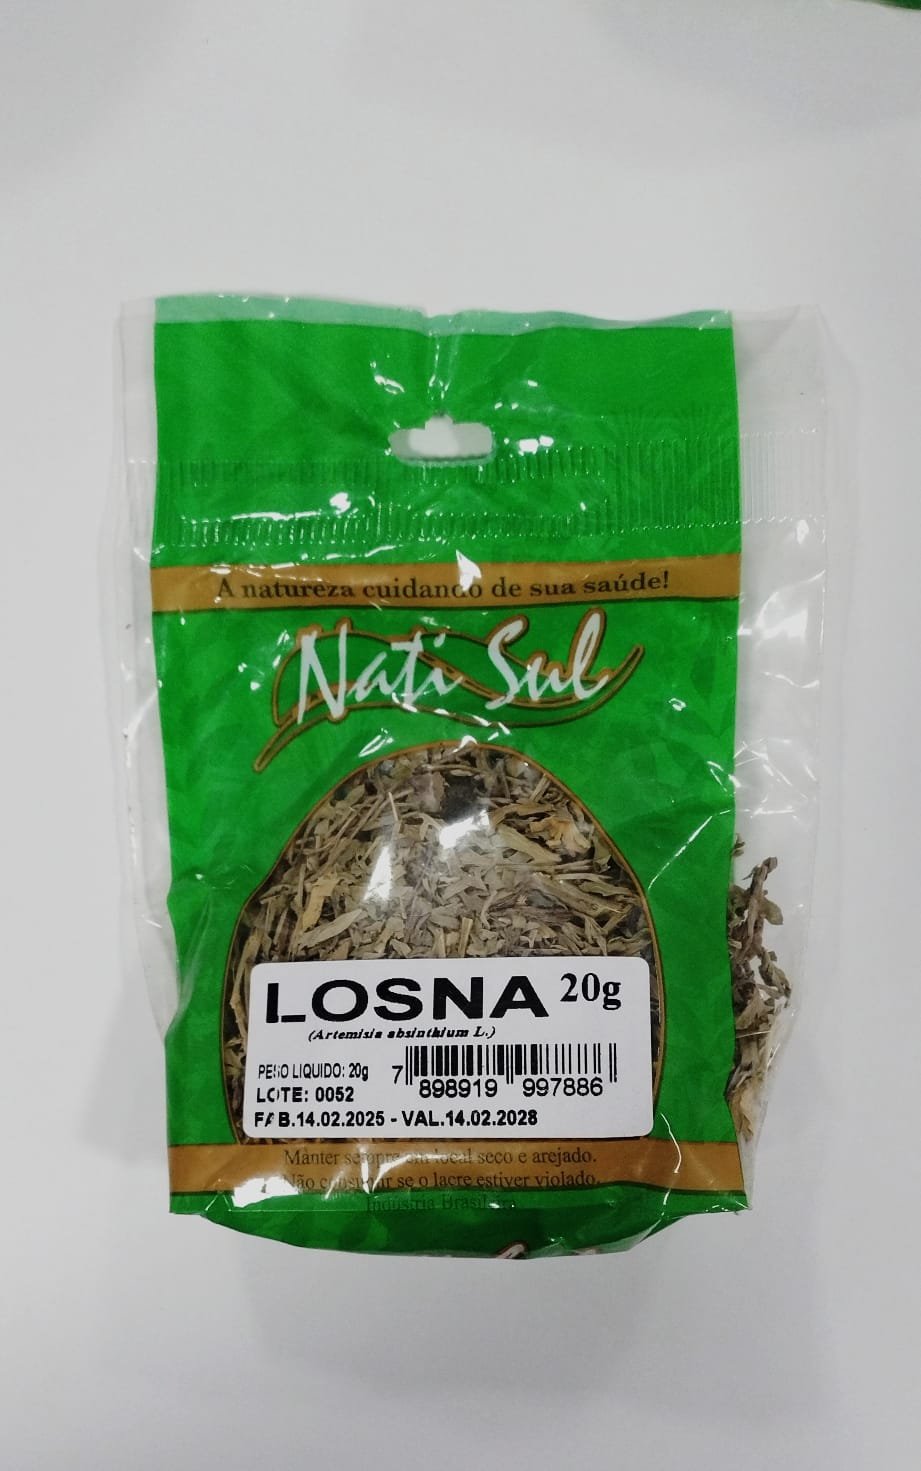 A natureza cuidando de sua saúde!
Nati Sul
LOSNA 20g
(Artemisia absinthium L.)
PESO LIQUIDO: 20g
LOTE: 0052
FAB.14.02.2025 - VAL.14.02.2028
7 898919 997886
Manter sempre em local seco e arejado.
Não consumir se o lacre estiver violado.
Indústria Brasileira